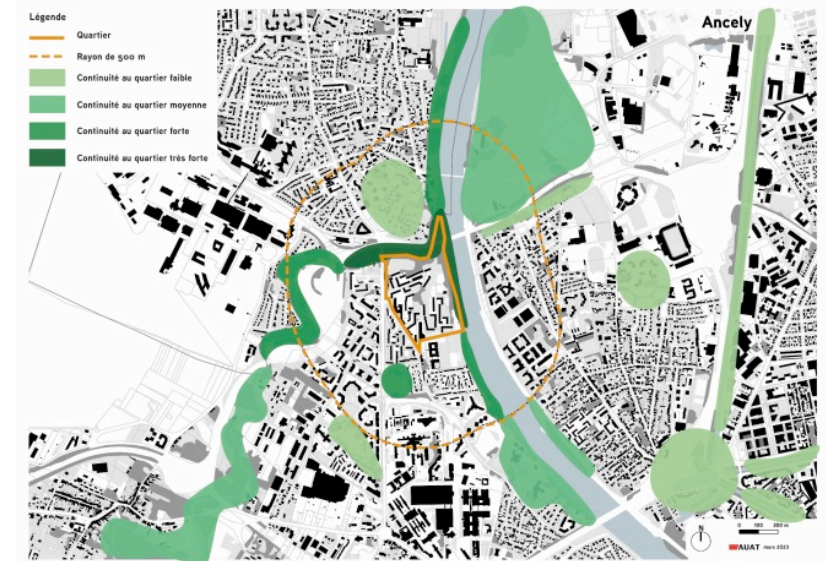 Ancely
Légende
Quartier
Rayon de 500 m
Continuité au quartier faible
Continuité au quartier moyenne
Continuité au quartier forte
Continuité au quartier très forte
N
0 100 200 m
AUAT mars 2023